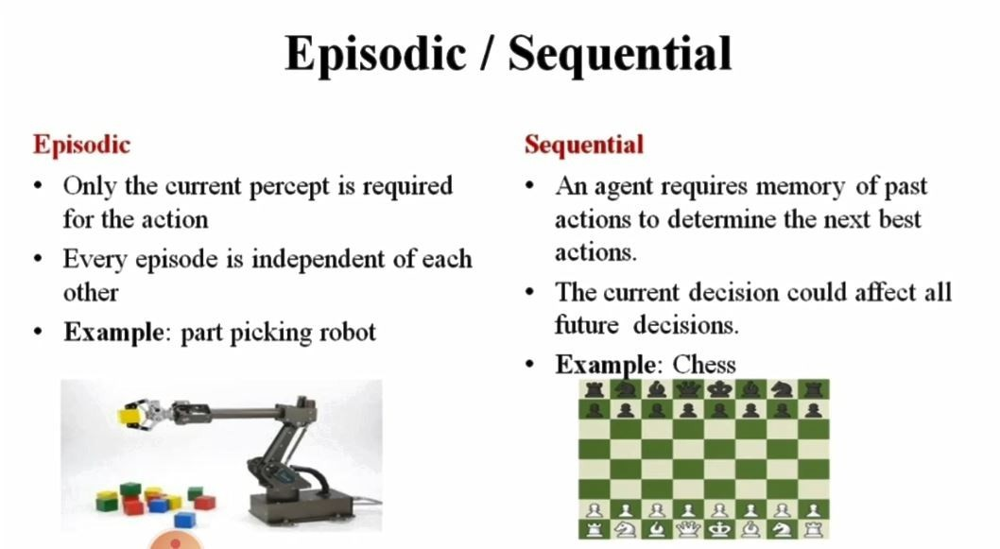 Episodic / Sequential
Episodic
• Only the current percept is required
for the action
• Every episode is independent of each
other
• Example: part picking robot
Sequential
• An agent requires memory of past
actions to determine the next best
actions.
• The current decision could affect all
future decisions.
• Example: Chess